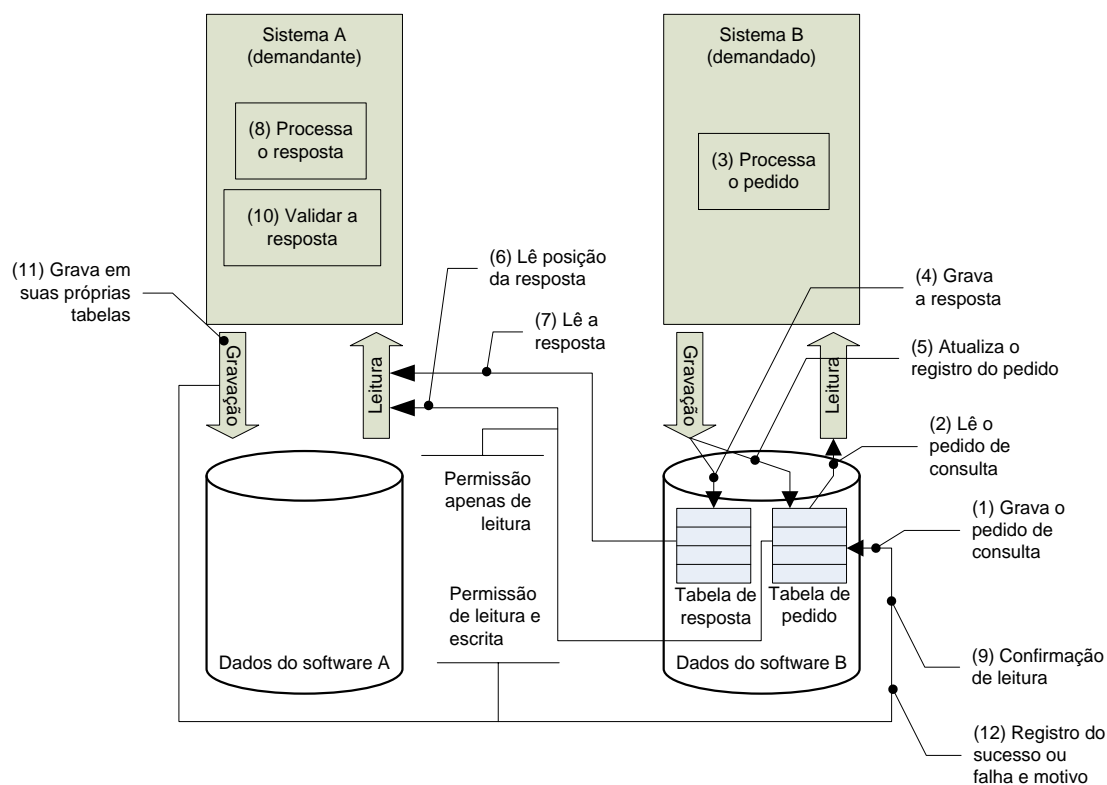 Sistema A
(demandante)
(8) Processa
o resposta
(10) Validar a
resposta
Sistema B
(demandado)
(3) Processa
o pedido
(11) Grava em
suas próprias
tabelas
(6) Lê posição
da resposta
(7) Lê a
resposta
(4) Grava
a resposta
(5) Atualiza o
registro do pedido
(2) Lê o
pedido de
consulta
(1) Grava o
pedido de
consulta
Gravação
Leitura
Gravação
Leitura
Permissão
apenas de
leitura
Permissão
de leitura e
escrita
Tabela de
resposta
Tabela de
pedido
Dados do software A
Dados do software B
(9) Confirmação
de leitura
(12) Registro do
sucesso ou
falha e motivo